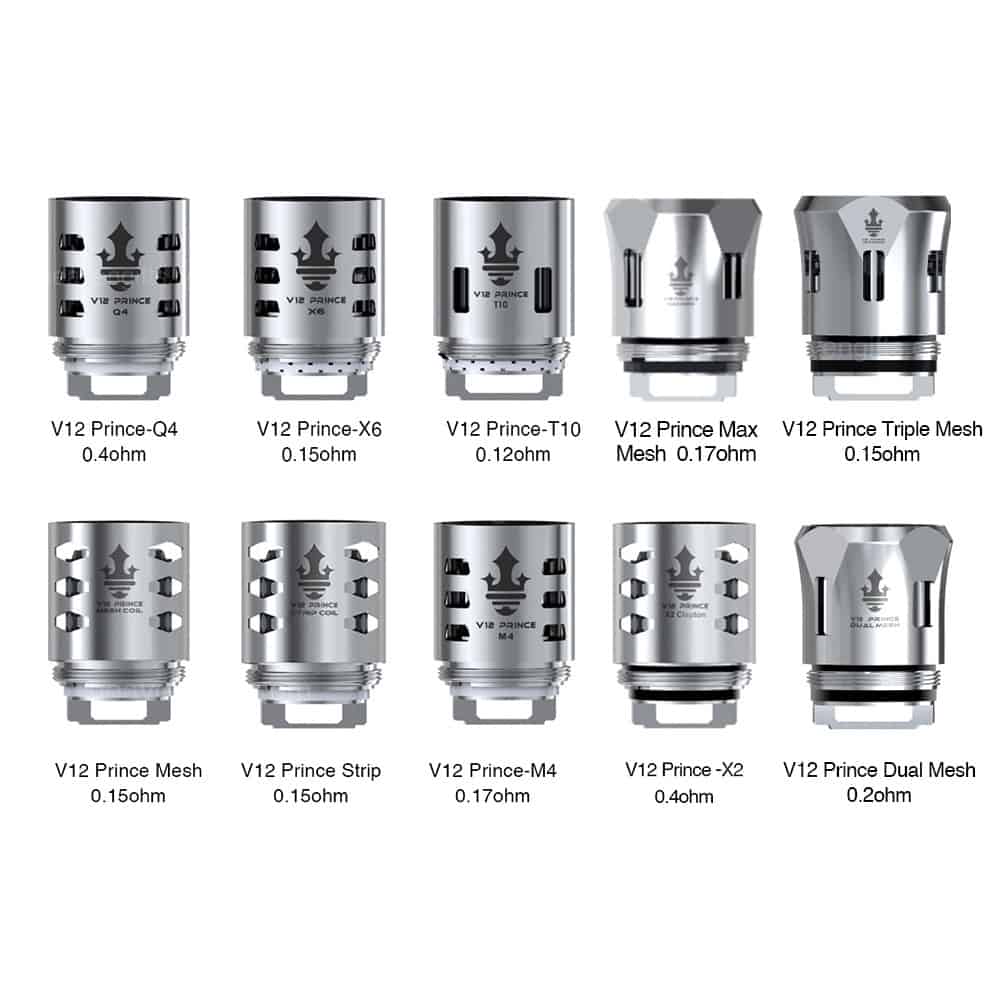 V12 PRINCE
Q4
V12 PRINCE
X6
V12 PRINCE
T10
V12 Prince-Q4
0.4ohm
V12 Prince-X6
0.15ohm
V12 Prince-T10
0.12ohm
V12 Prince Max
Mesh 0.17ohm
V12 Prince Triple Mesh
0.15ohm
V12 PRINCE
MESH COIL
V12 PRINCE
STRIP COIL
V12 PRINCE
M4
V12 PRINCE
X2 Clapton
V12 PRINCE
DUAL MESH
V12 Prince Mesh
0.15ohm
V12 Prince Strip
0.15ohm
V12 Prince-M4
0.17ohm
V12 Prince -X2
0.4ohm
V12 Prince Dual Mesh
0.2ohm